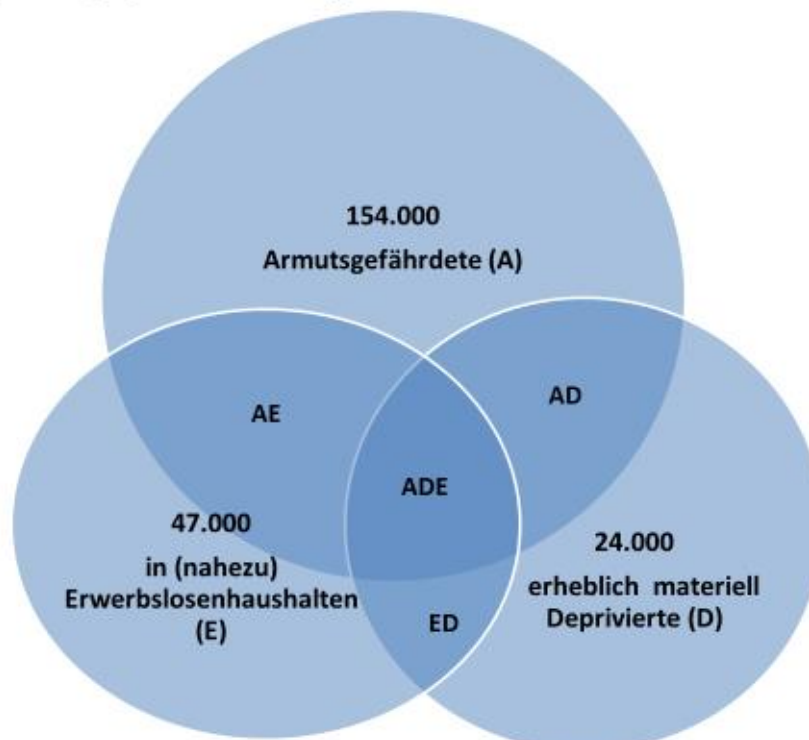 154.000
Armutsgefährdete (A)
AE
AD
ADE
47.000
in (nahezu)
Erwerbslosenhaushalten
(E)
24.000
erheblich materiell
Deprivierte (D)
ED